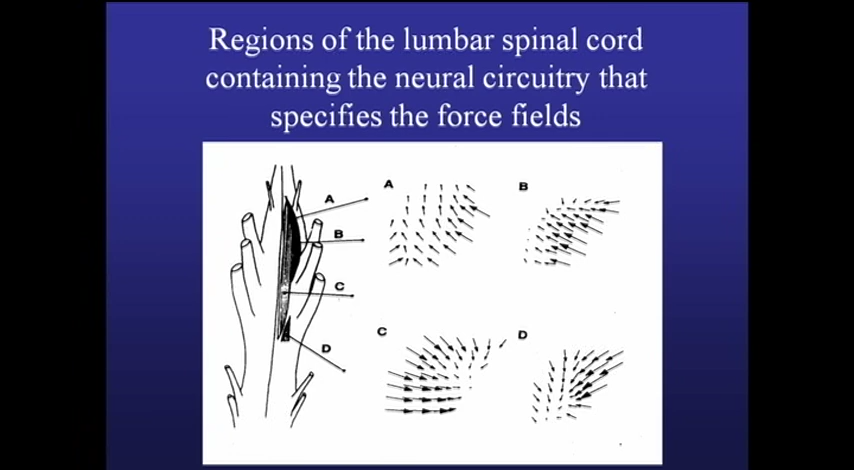 Regions of the lumbar spinal cord
containing the neural circuitry that
specifies the force fields
A
B
C
D
A
B
C
D